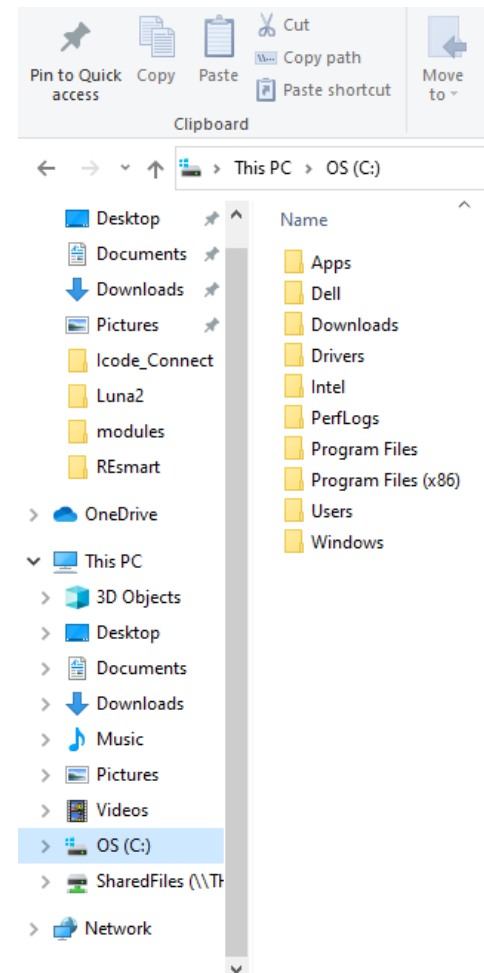 Pin to Quick access
Copy
Paste
Cut
Copy path
Paste shortcut
Move to
Clipboard
This PC > OS (C:)
Desktop
Documents
Downloads
Pictures
Icode_Connect
Luna2
modules
REsmart
OneDrive
This PC
3D Objects
Desktop
Documents
Downloads
Music
Pictures
Videos
OS (C:)
SharedFiles (\\TH
Network
Name
Apps
Dell
Downloads
Drivers
Intel
PerfLogs
Program Files
Program Files (x86)
Users
Windows